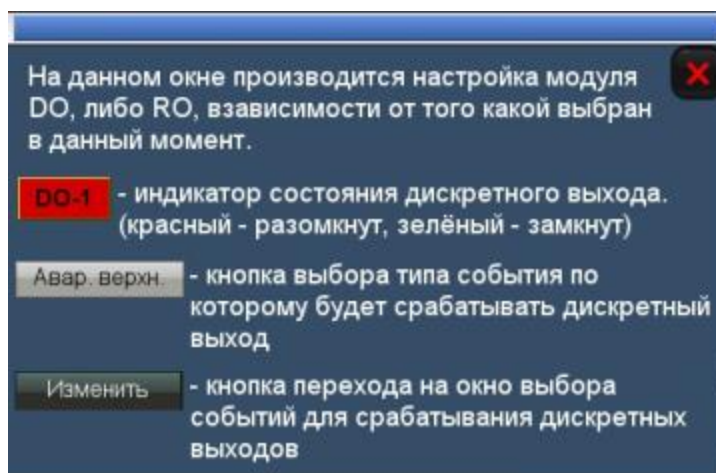 На данном окне производится настройка модуля
DO, либо RO, взависимости от того какой выбран
в данный момент.
DO-1 - индикатор состояния дискретного выхода.
(красный - разомкнут, зелёный - замкнут)
Авар. верхн. - кнопка выбора типа события по
которому будет срабатывать дискретный
выход
Изменить - кнопка перехода на окно выбора
событий для срабатывания дискретных
выходов